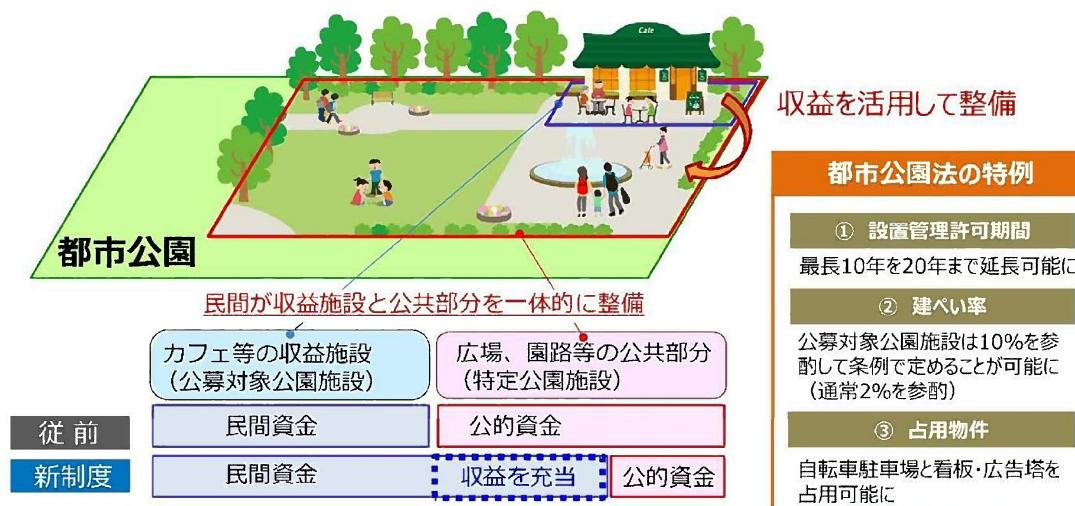 Cafe
収益を活用して整備
都市公園
民間が収益施設と公共部分を一体的に整備
カフェ等の収益施設
（公募対象公園施設）
広場、園路等の公共部分
（特定公園施設）
従前
民間資金
公的資金
新制度
民間資金
収益を充当
公的資金
都市公園法の特例
① 設置管理許可期間
最長10年を20年まで延長可能に
② 建ぺい率
公募対象公園施設は10%を参
酌して条例で定めることが可能に
（通常2%を参酌）
③ 占用物件
自転車駐車場と看板・広告塔を
占用可能に